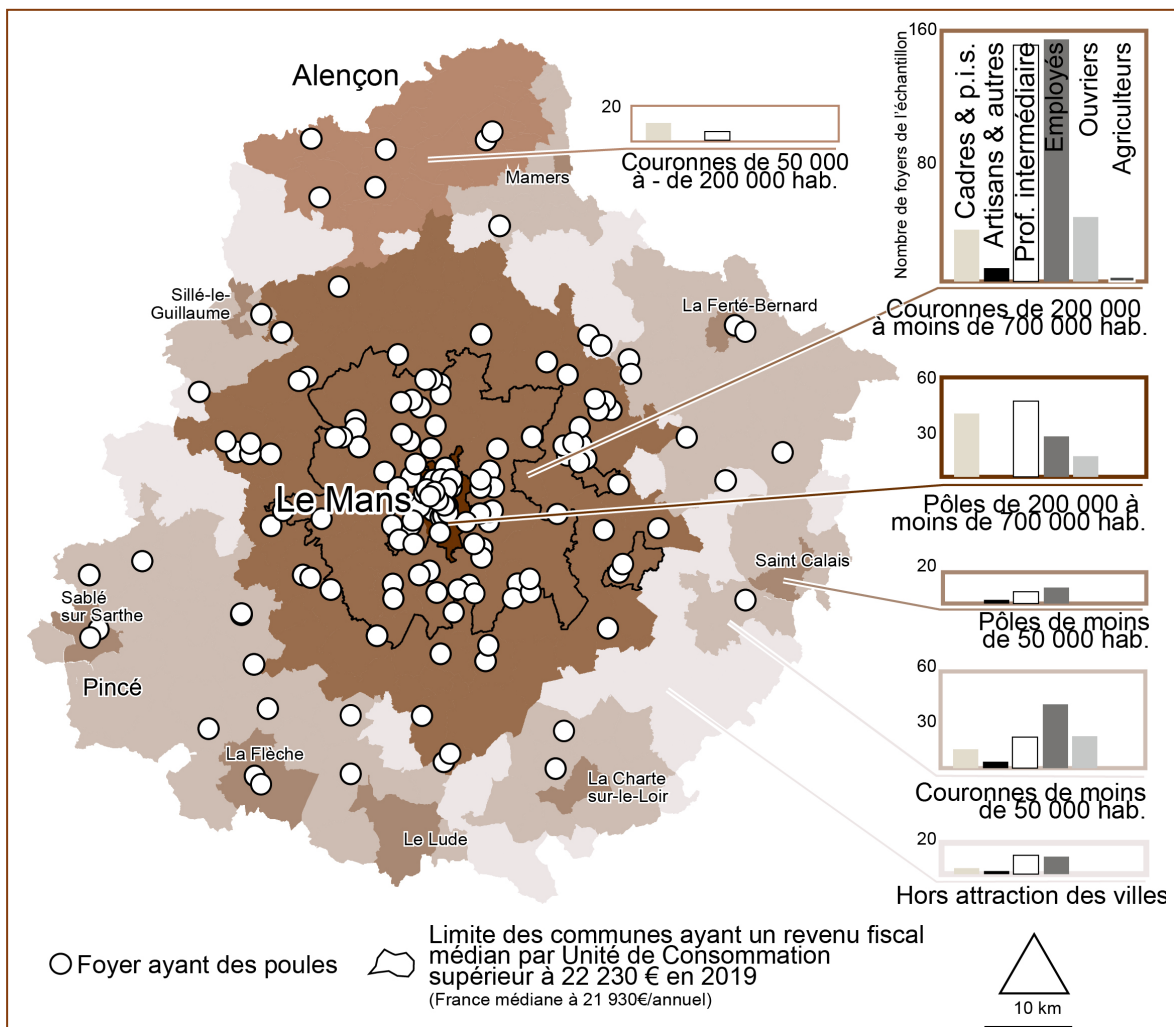 Alençon
Mamers
Sillé-le-
Guillaume
La Ferté-Bernard
Le Mans
Saint Calais
Sablé
sur Sarthe
Pincé
La Flèche
La Charte
sur-le-Loir
Le Lude
20
Couronnes de 50 000
à - de 200 000 hab.
Nombre de foyers de l'échantillon
160
80
Cadres & p.i.s.
Artisans & autres
Prof. intermédiaire
Employés
Ouvriers
Agriculteurs
Couronnes de 200 000
à moins de 700 000 hab.
60
30
Pôles de 200 000 à
moins de 700 000 hab.
20
Pôles de moins
de 50 000 hab.
60
30
Couronnes de moins
de 50 000 hab.
20
Hors attraction des villes
Foyer ayant des poules
Limite des communes ayant un revenu fiscal
médian par Unité de Consommation
supérieur à 22 230 € en 2019
(France médiane à 21 930€/annuel)
10 km